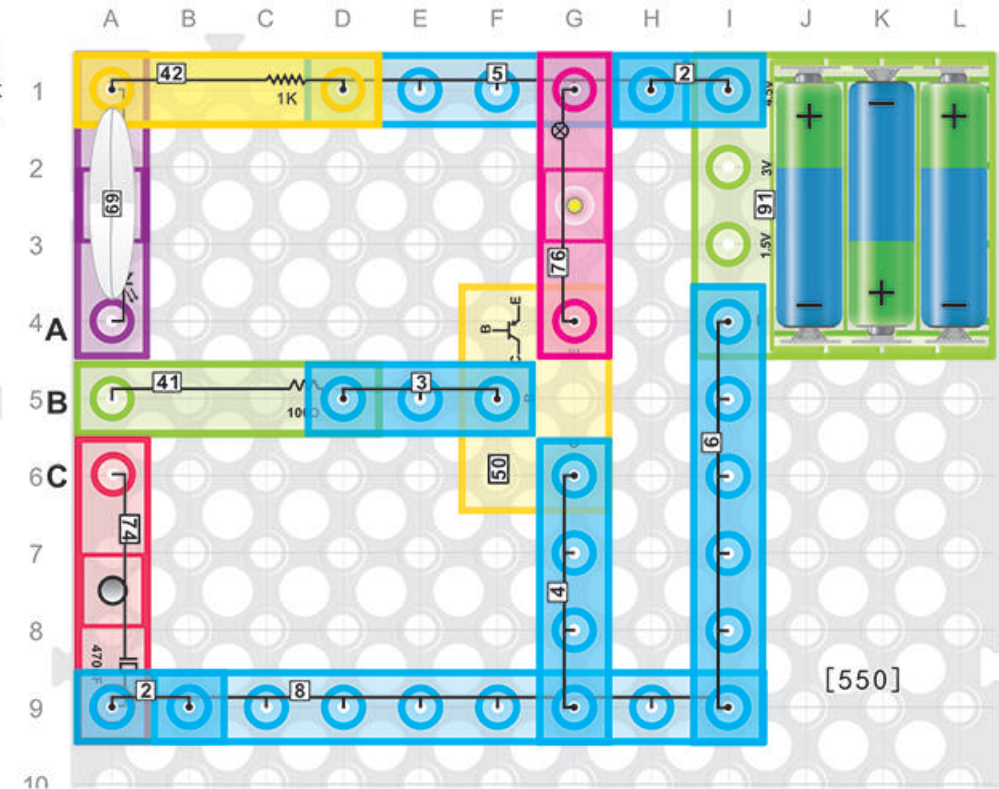 A B C D E F G H I J K L
1 42 1K 5 2 4.5V
+ − +
2 3V
69 91
3 76 1.5V
− + −
4 A B E
5 B 41 100Ω 3
6 C 50 9
7 74
4
8 470 F [550]
9 2 8
10